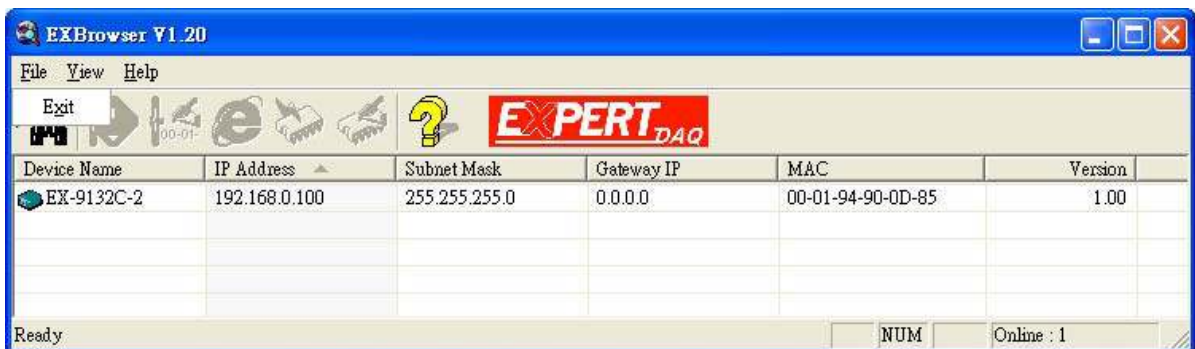 EXBrowser V1.20
File View Help
Exit
00-01-
EXPERT DAQ
Device Name IP Address Subnet Mask Gateway IP MAC Version
EX-9132C-2 192.168.0.100 255.255.255.0 0.0.0.0 00-01-94-90-0D-85 1.00
Ready NUM Online : 1